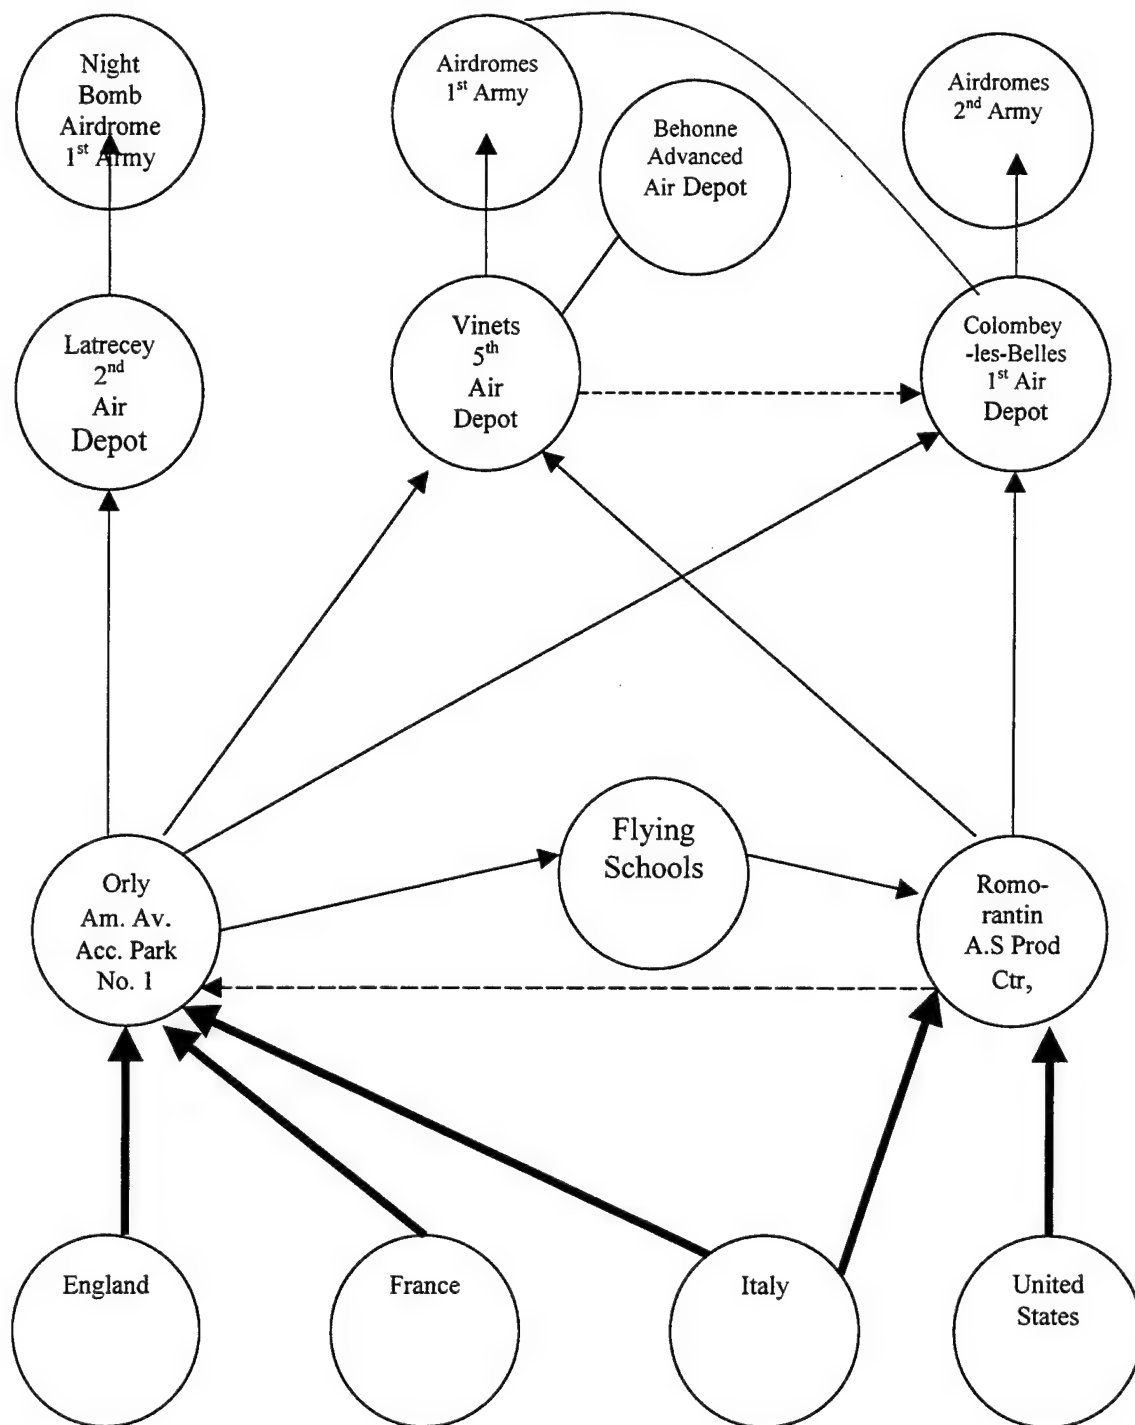 Night
Bomb
Airdrome
1st Army
Airdromes
1st Army
Behonne
Advanced
Air Depot
Airdromes
2nd Army
Latrecey
2nd
Air
Depot
Vinets
5th
Air
Depot
Colombey
-les-Belles
1st Air
Depot
Orly
Am. Av.
Acc. Park
No. 1
Flying
Schools
Romo-
rantin
A.S Prod
Ctr,
England
France
Italy
United
States